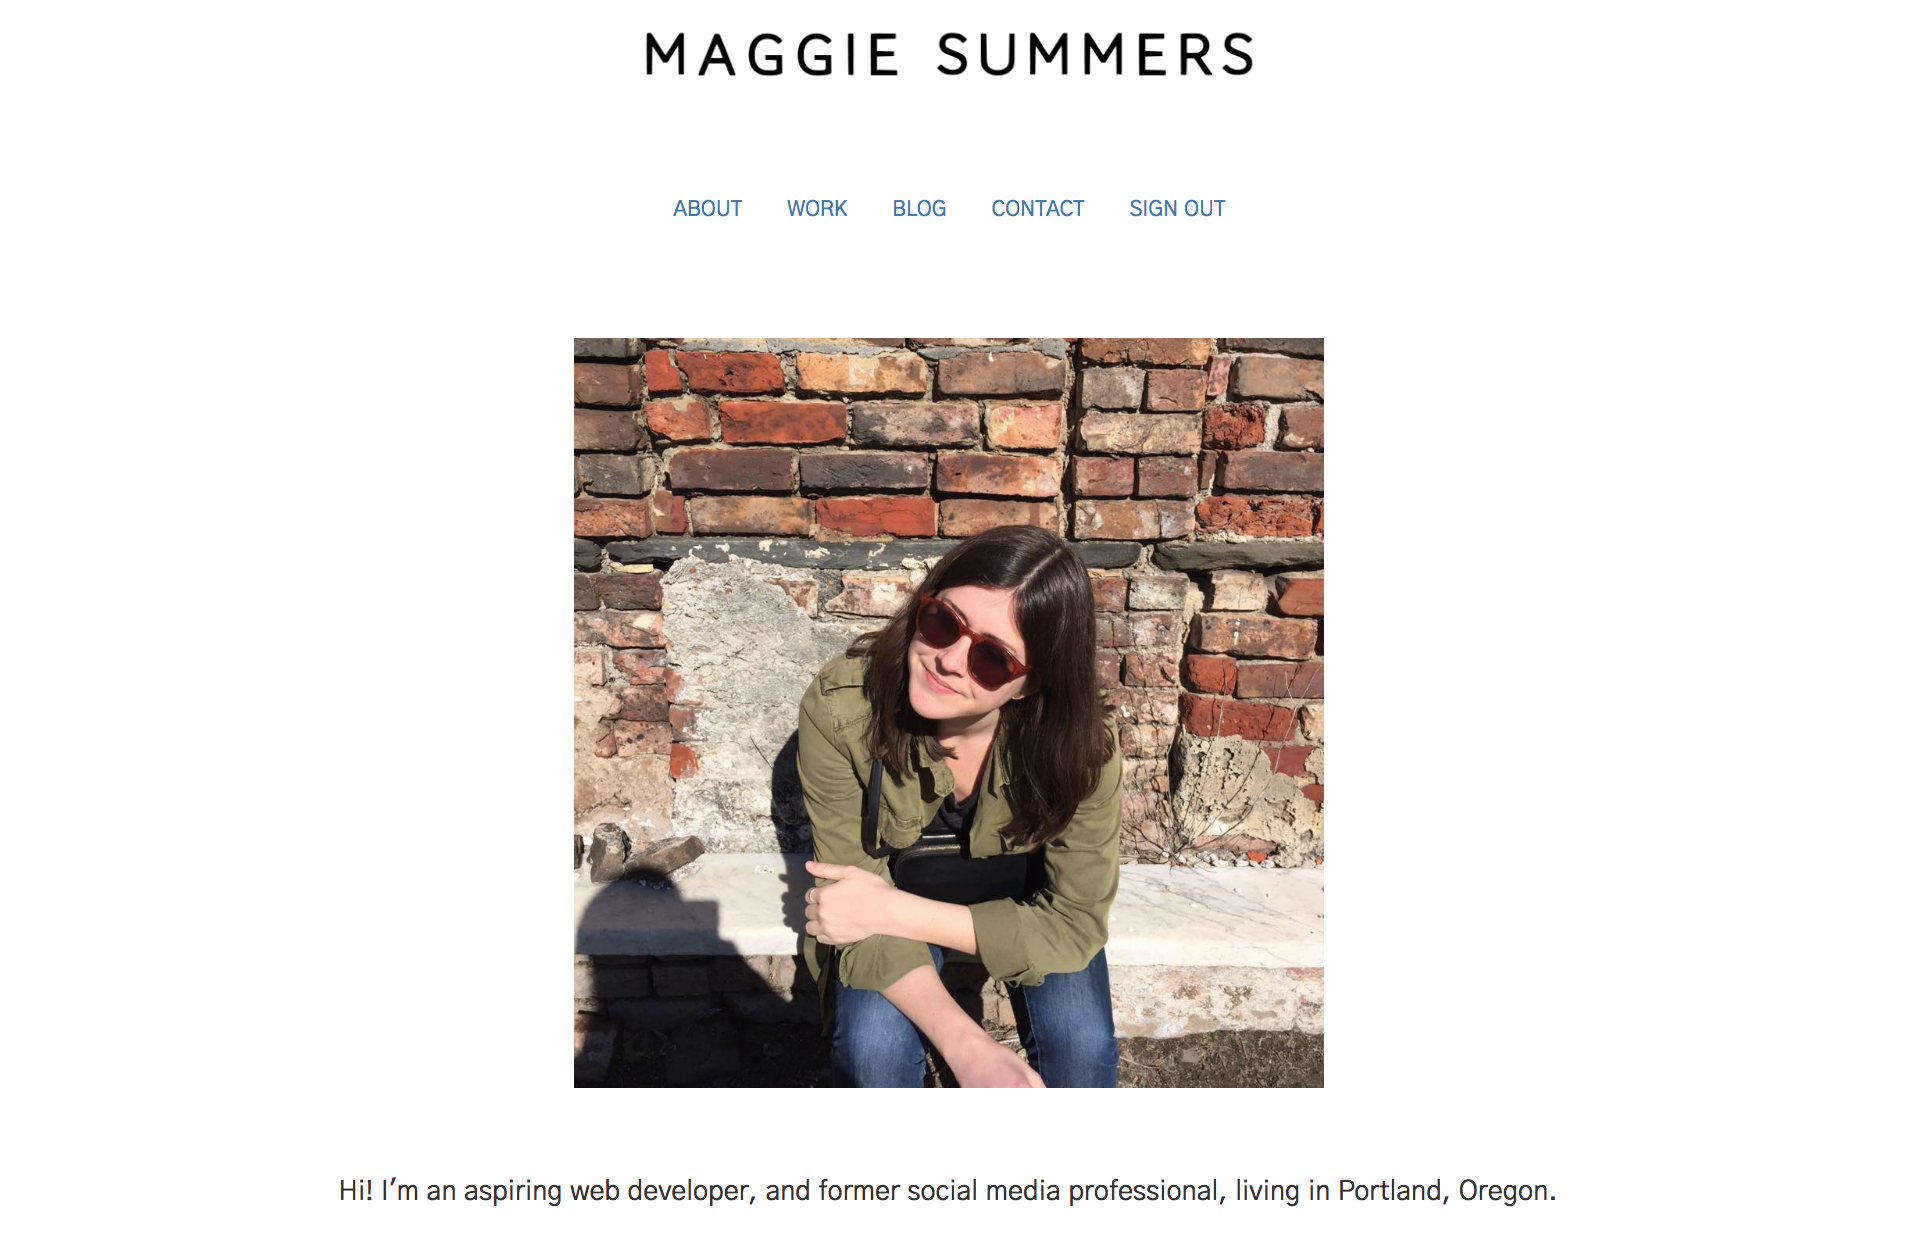 MAGGIE SUMMERS
ABOUT WORK BLOG CONTACT SIGN OUT
Hi! I'm an aspiring web developer, and former social media professional, living in Portland, Oregon.